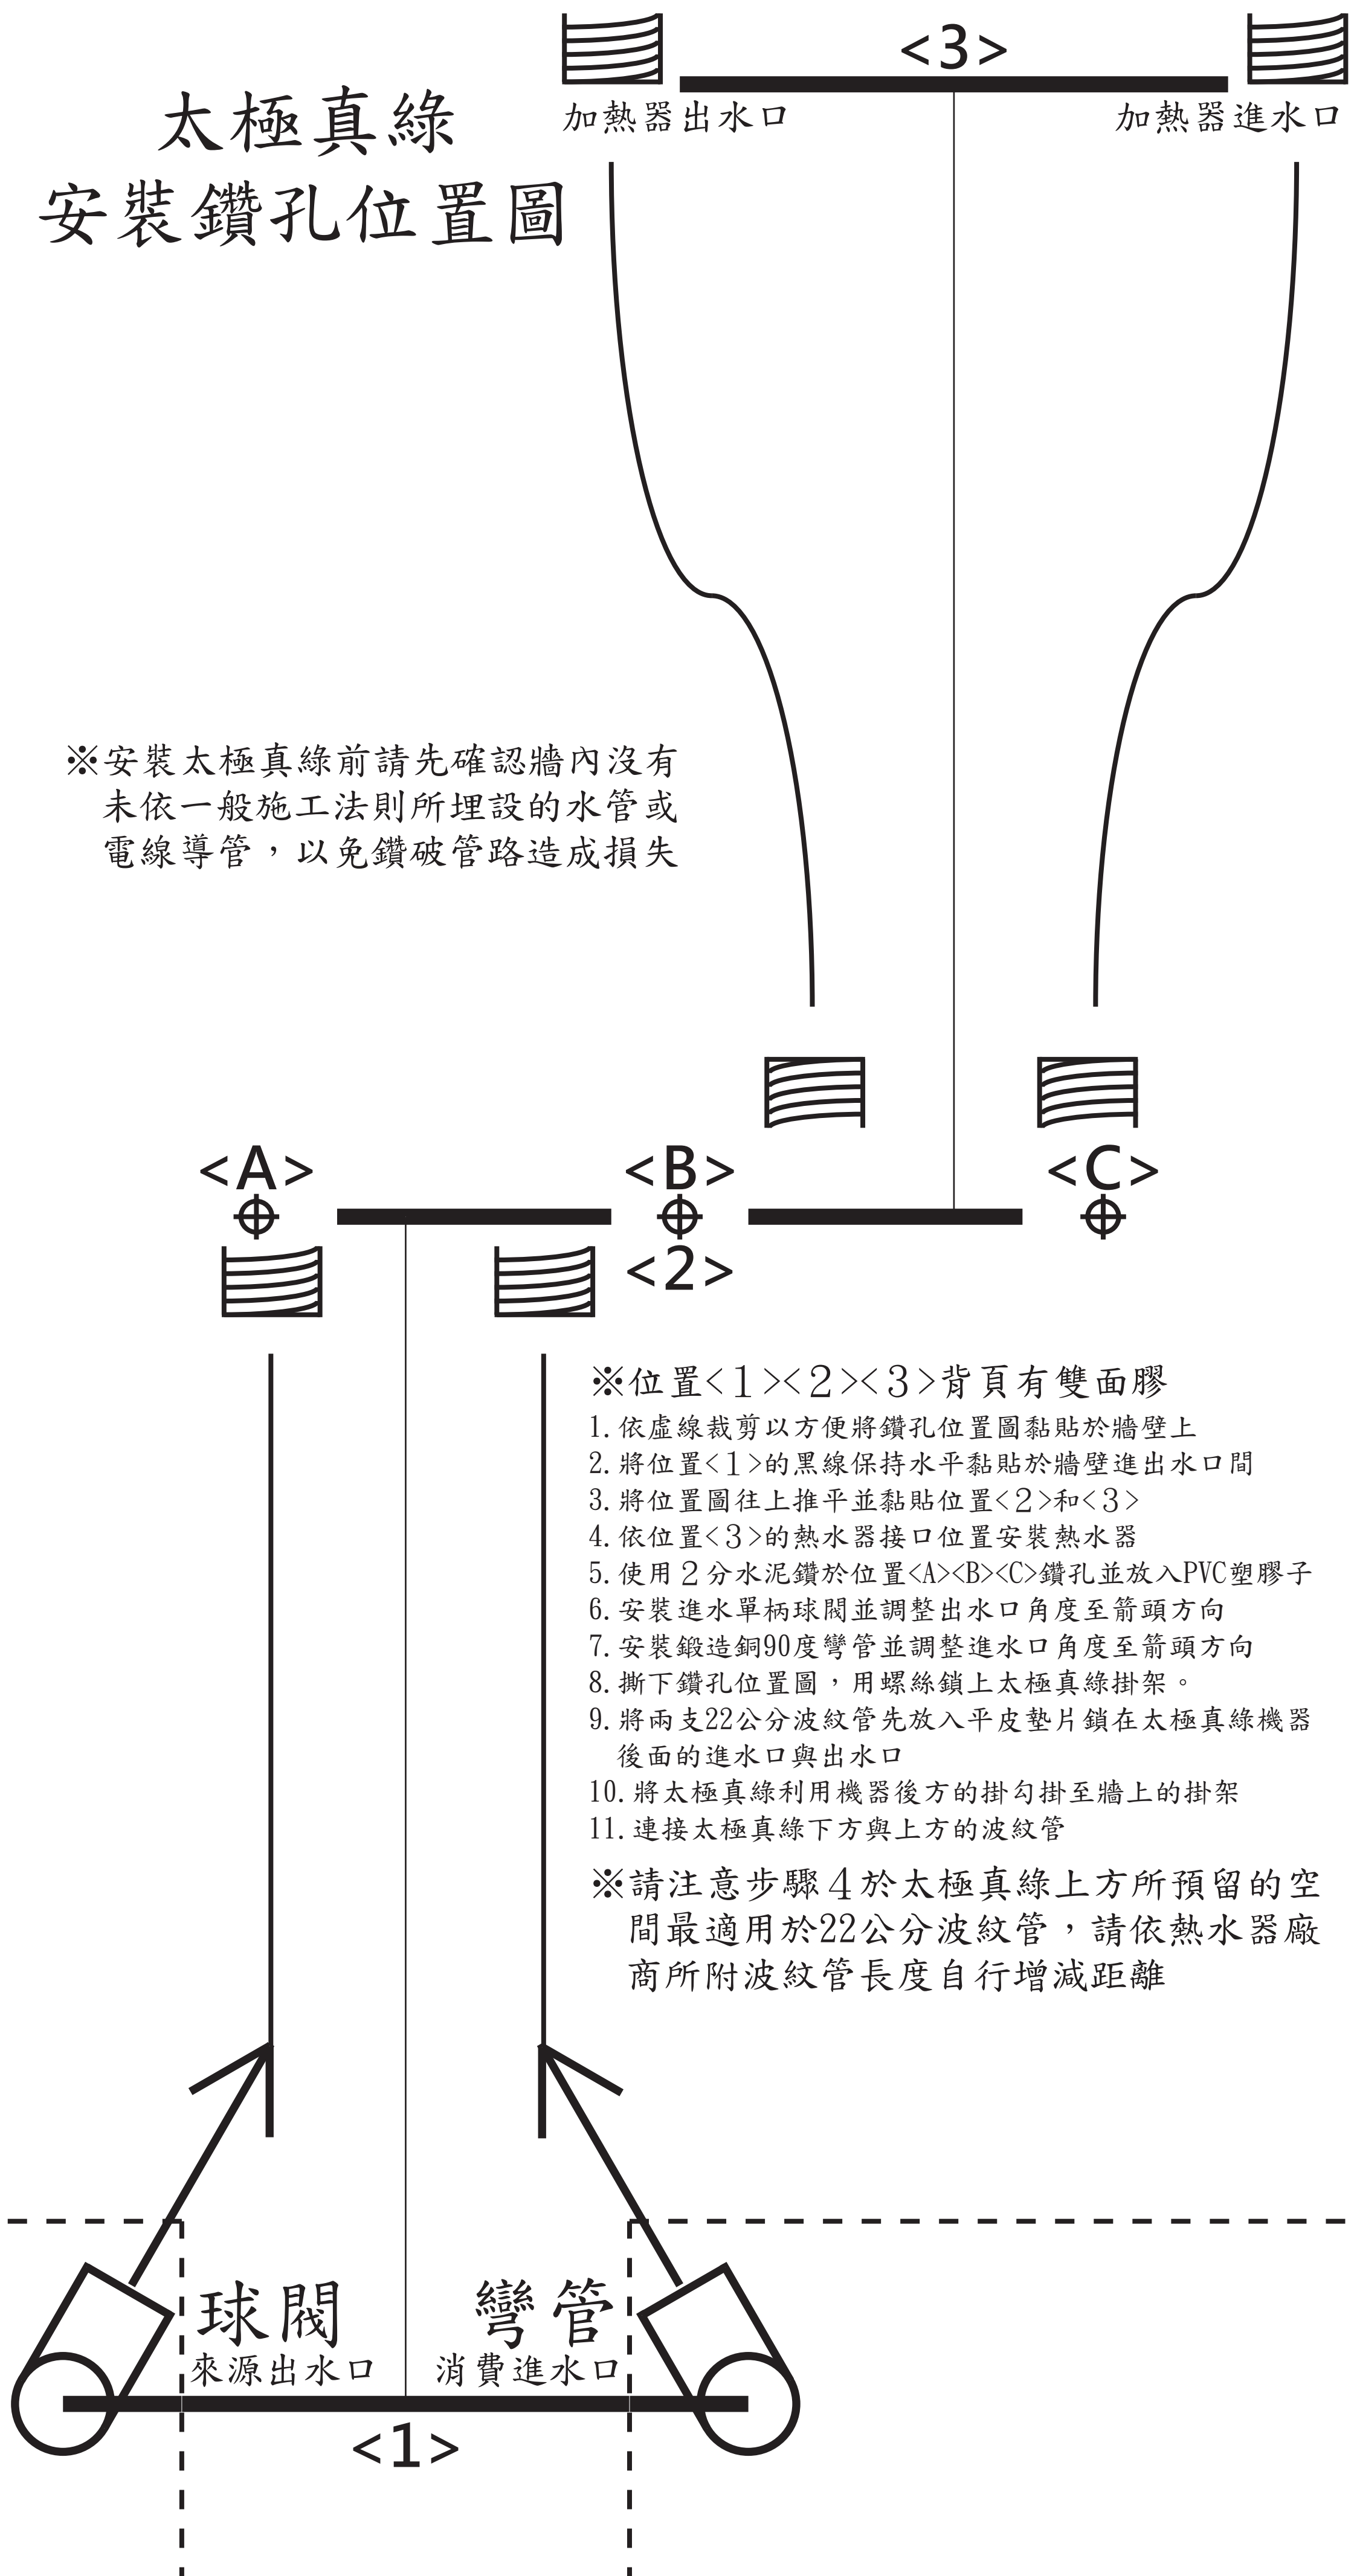 <3>
加熱器出水口
加熱器進水口
太極真綠
安裝鑽孔位置圖
※安裝太極真綠前請先確認牆內沒有
未依一般施工法則所埋設的水管或
電線導管，以免鑽破管路造成損失
<A>
<B>
<C>
<2>
※位置<１><２><３>背頁有雙面膠
1.依虛線裁剪以方便將鑽孔位置圖黏貼於牆壁上
2.將位置<１>的黑線保持水平黏貼於牆壁進出水口間
3.將位置圖往上推平並黏貼位置<２>和<３>
4.依位置<３>的熱水器接口位置安裝熱水器
5.使用２分水泥鑽於位置<A><B><C>鑽孔並放入PVC塑膠子
6.安裝進水單柄球閥並調整出水口角度至箭頭方向
7.安裝鍛造銅90度彎管並調整進水口角度至箭頭方向
8.撕下鑽孔位置圖，用螺絲鎖上太極真綠掛架。
9.將兩支22公分波紋管先放入平皮墊片鎖在太極真綠機器
後面的進水口與出水口
10.將太極真綠利用機器後方的掛勾掛至牆上的掛架
11.連接太極真綠下方與上方的波紋管
※請注意步驟４於太極真綠上方所預留的空
間最適用於22公分波紋管，請依熱水器廠
商所附波紋管長度自行增減距離
球閥
來源出水口
彎管
消費進水口
<1>